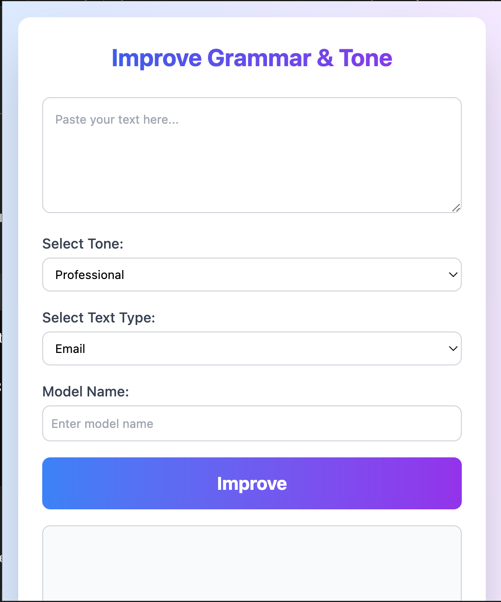 Improve Grammar & Tone
Paste your text here...
Select Tone:
Professional
Select Text Type:
Email
Model Name:
Enter model name
Improve